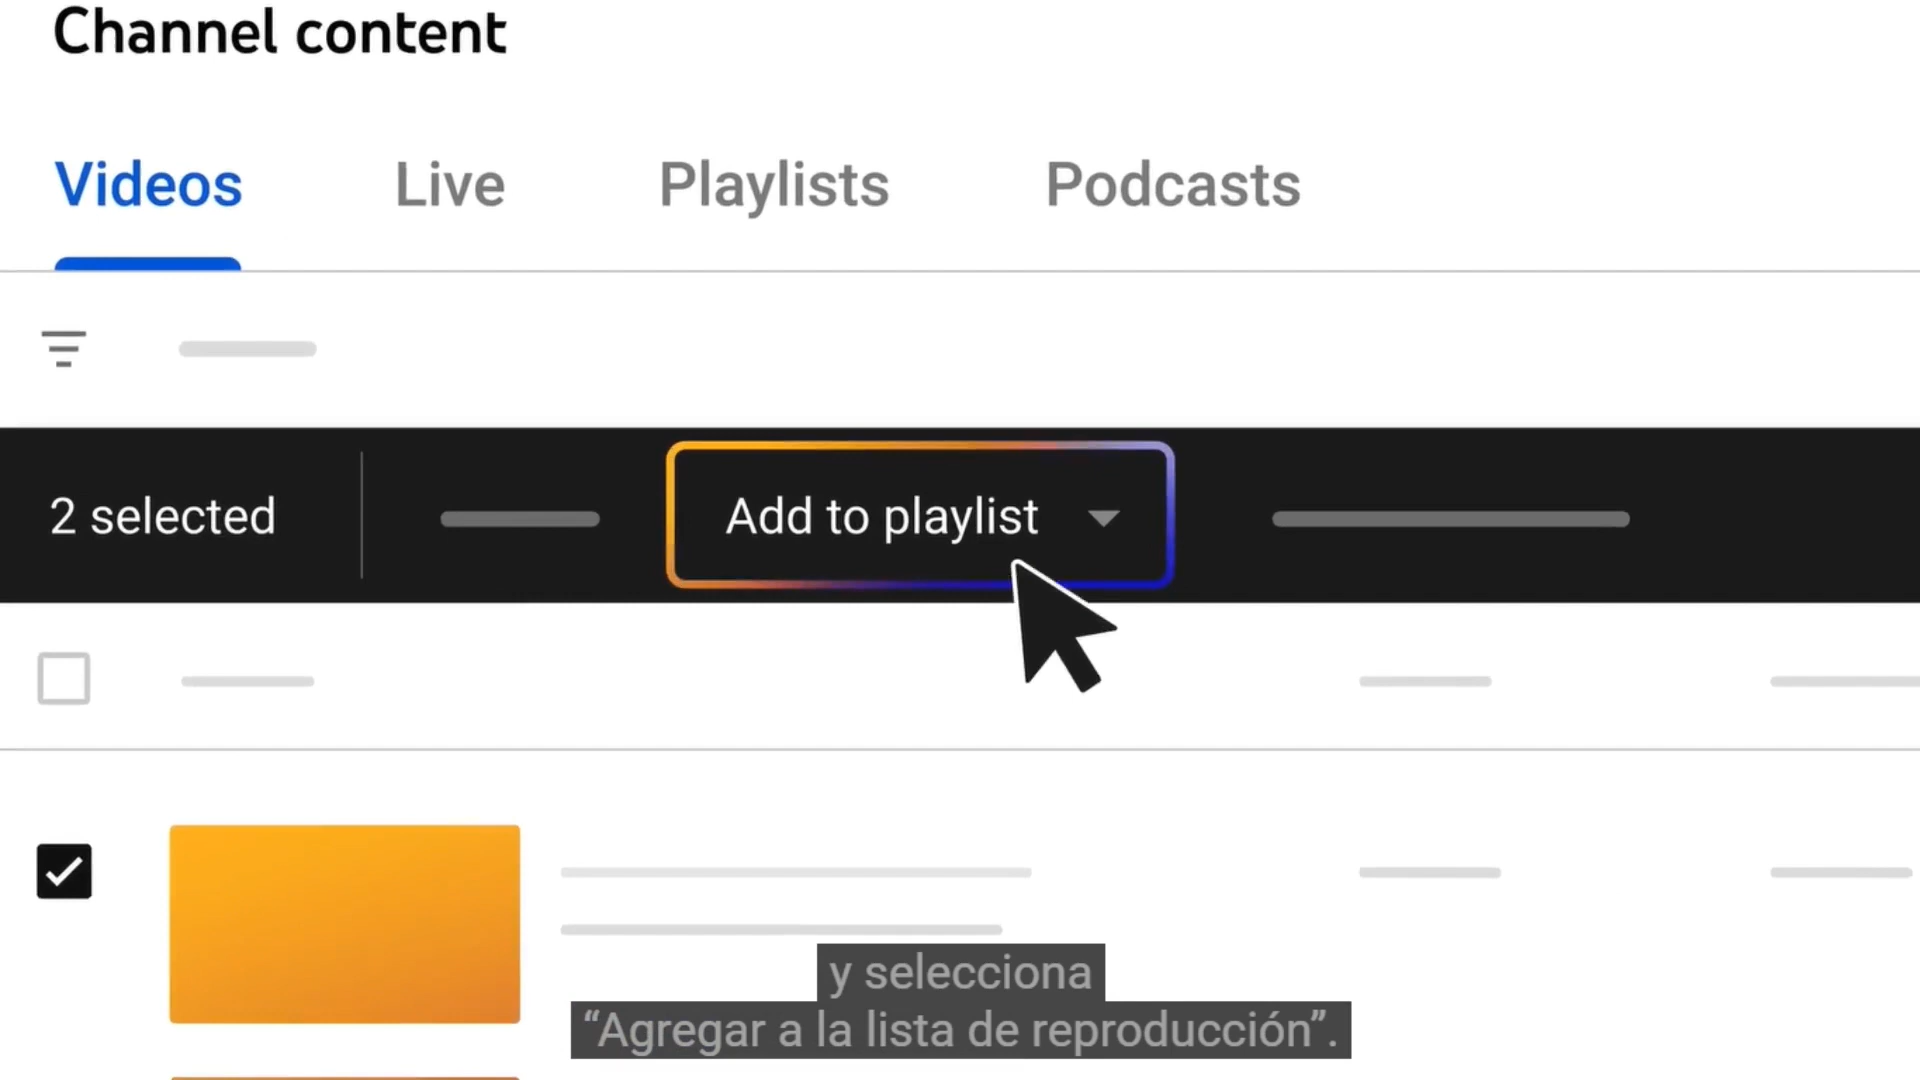 Channel content
Videos Live Playlists Podcasts
2 selected Add to playlist
y selecciona
“Agregar a la lista de reproducción”.